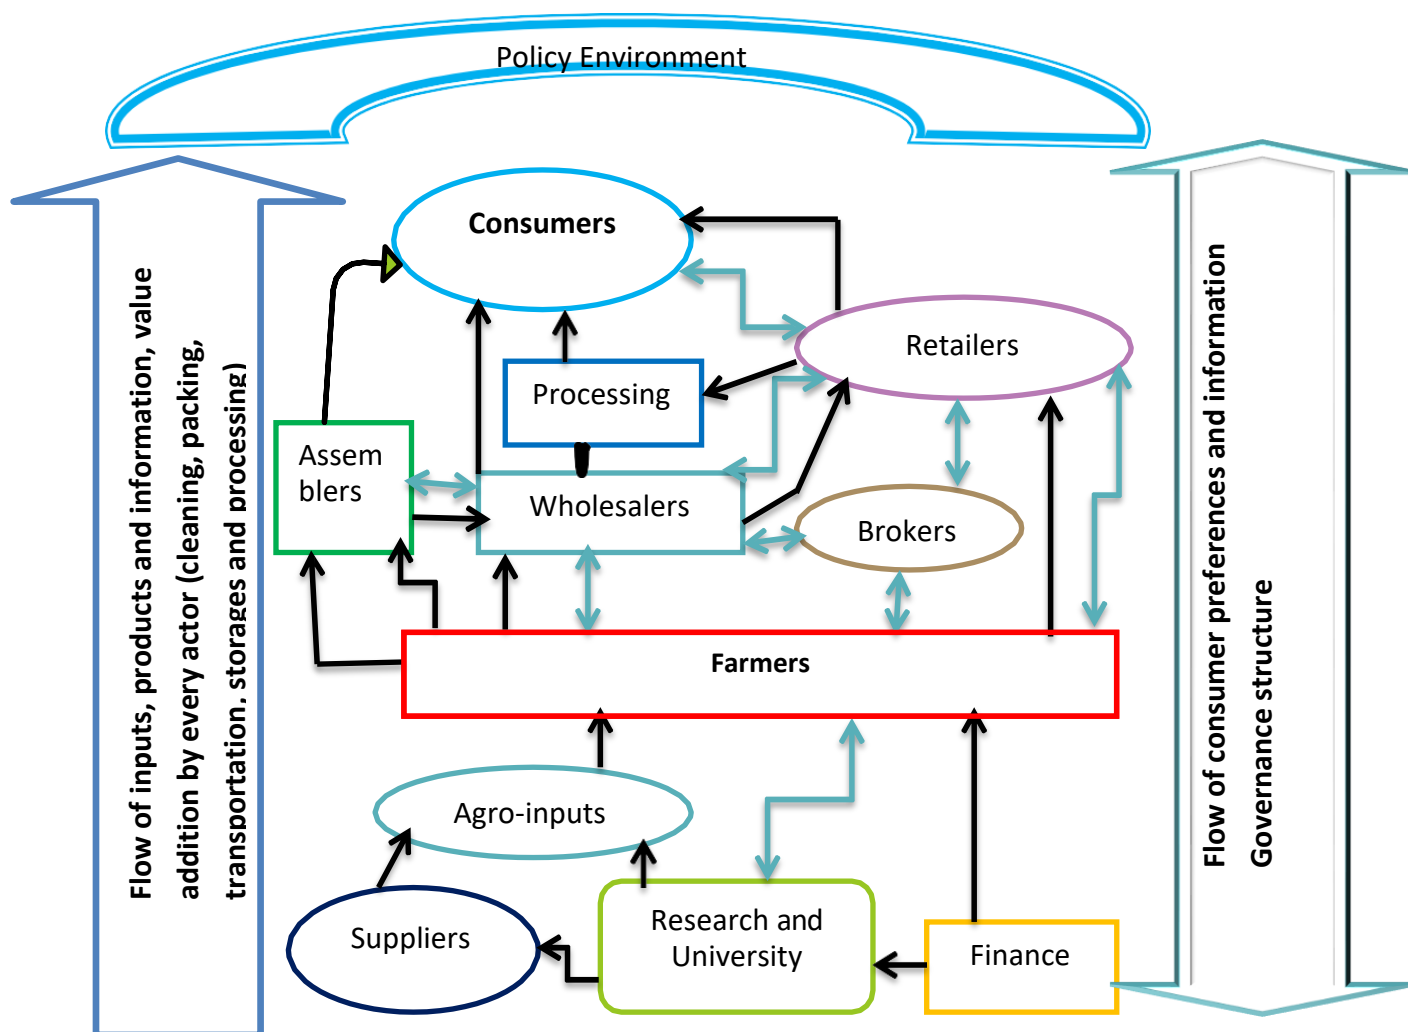 Policy Environment
Consumers
Retailers
Processing
Assem
blers
Wholesalers
Brokers
Farmers
Agro-inputs
Suppliers
Research and
University
Finance
Flow of inputs, products and information, value
addition by every actor (cleaning, packing,
transportation, storages and processing)
Flow of consumer preferences and information
Governance structure